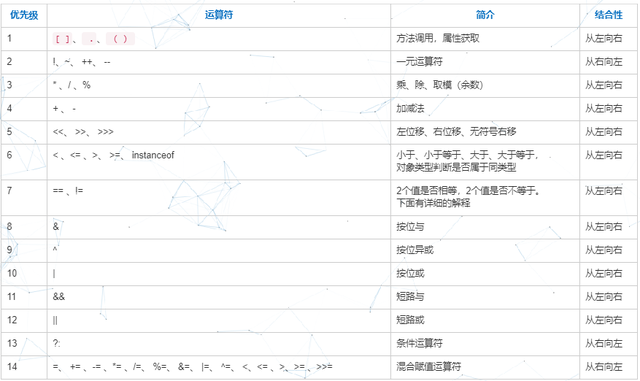 优先级 运算符 简介 结合性
1 [ ]、 .、 ( ) 方法调用，属性获取 从左向右
2 !、~、 ++、 -- 一元运算符 从右向左
3 * 、/ 、% 乘、除、取模（余数） 从左向右
4 + 、 - 加减法 从左向右
5 <<、 >>、 >>> 左位移、右位移、无符号右移 从左向右
6 < 、<= 、>、 >=、 instanceof 小于、小于等于、大于、大于等于， 从左向右
对象类型判断是否属于同类型
7 == 、!= 2个值是否相等，2个值是否不等于。 从左向右
下面有详细的解释
8 & 按位与 从左向右
9 ^ 按位异或 从左向右
10 | 按位或 从左向右
11 && 短路与 从左向右
12 || 短路或 从左向右
13 ?: 条件运算符 从右向左
14 =、 +=、 -=、 *=、 /=、 %=、 &=、 |=、 ^=、 <、<=、 >、>=、 >>= 混合赋值运算符 从右向左